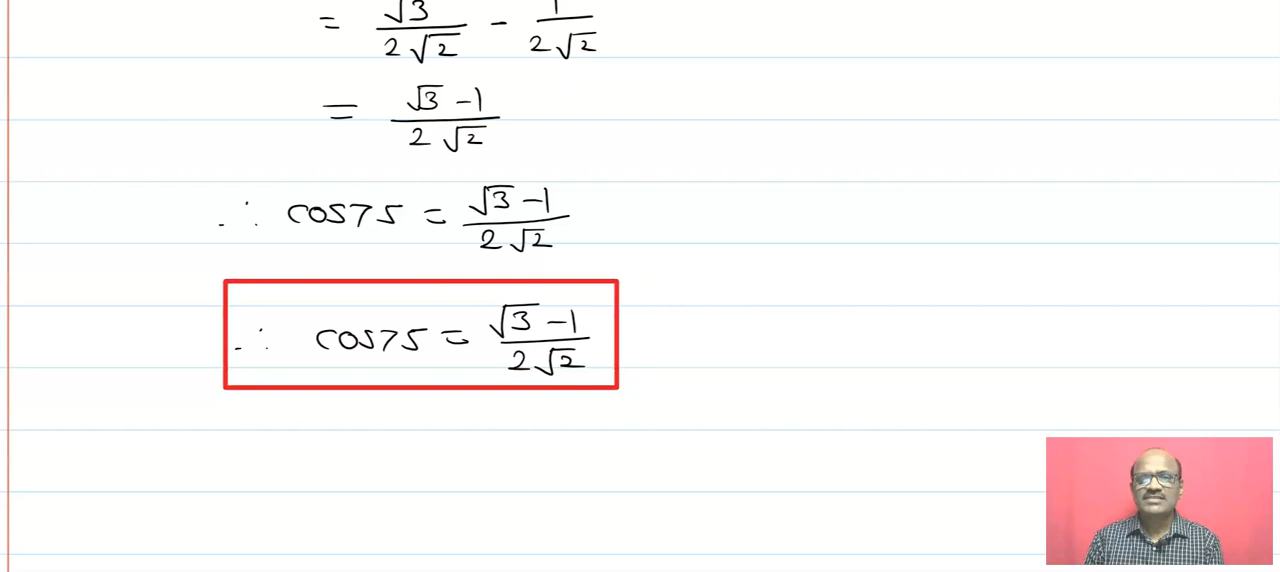 = √3 / 2√2 - 1 / 2√2
= √3 - 1 / 2√2
∴ cos75 = √3 - 1 / 2√2
∴ cos75 = √3 - 1 / 2√2